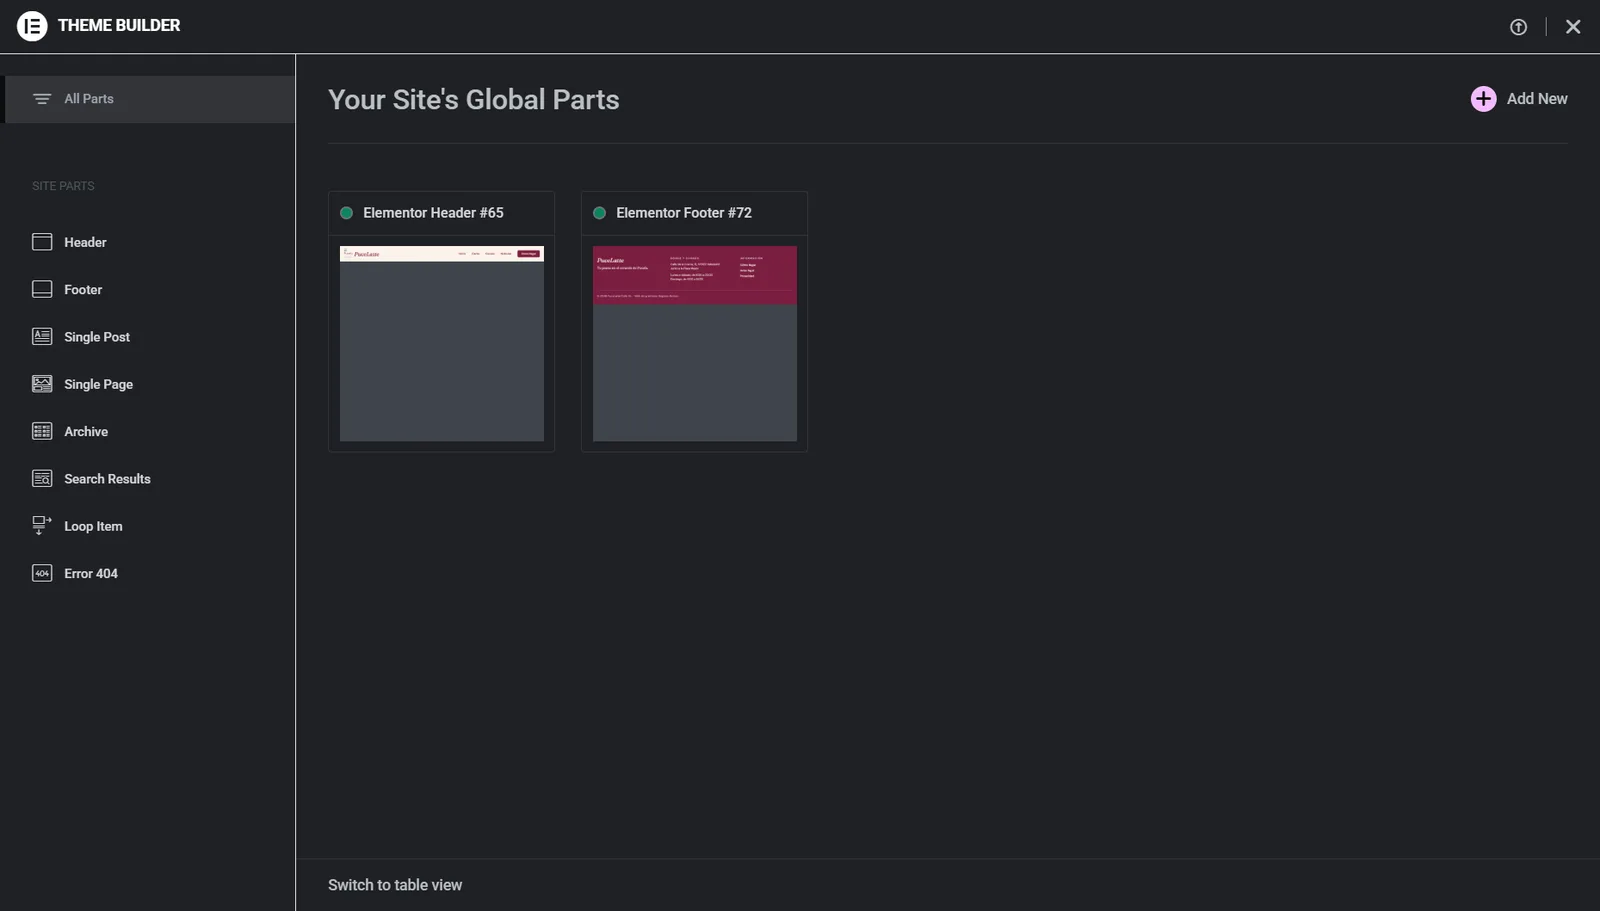 THEME BUILDER
All Parts
SITE PARTS
Header
Footer
Single Post
Single Page
Archive
Search Results
Loop Item
404
Error 404
Your Site's Global Parts
Add New
Elementor Header #65
Elementor Footer #72
Switch to table view